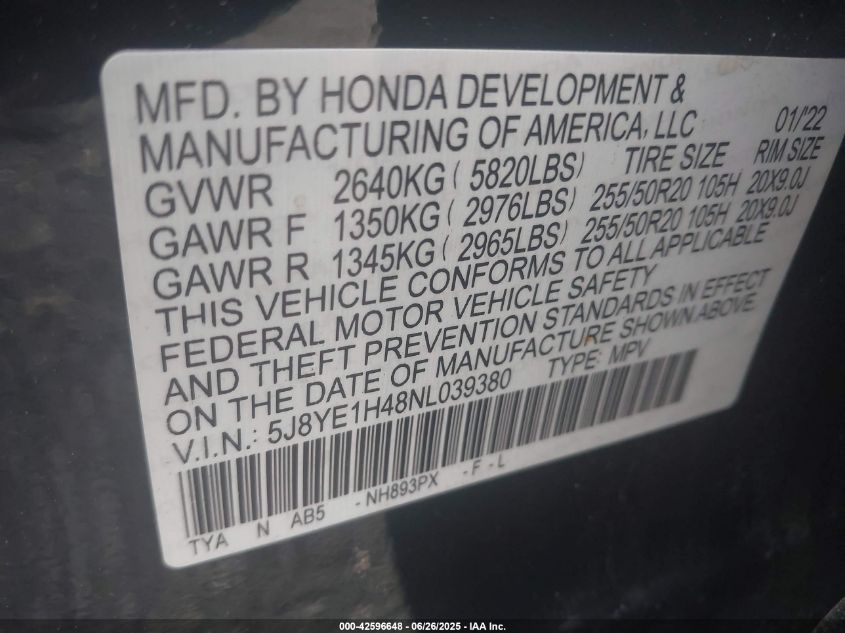 MFD. BY HONDA DEVELOPMENT &
MANUFACTURING OF AMERICA, LLC 01/'22
GVWR 2640KG ( 5820LBS) TIRE SIZE RIM SIZE
GAWR F 1350KG ( 2976LBS) 255/50R20 105H 20X9.0J
GAWR R 1345KG ( 2965LBS) 255/50R20 105H 20X9.0J
THIS VEHICLE CONFORMS TO ALL APPLICABLE
FEDERAL MOTOR VEHICLE SAFETY
AND THEFT PREVENTION STANDARDS IN EFFECT
ON THE DATE OF MANUFACTURE SHOWN ABOVE.
V.I.N.: 5J8YE1H48NL039380 TYPE: MPV
TYA N AB5 - NH893PX - F - L
000-42596648 | 06/26/2025 | IAA Inc.